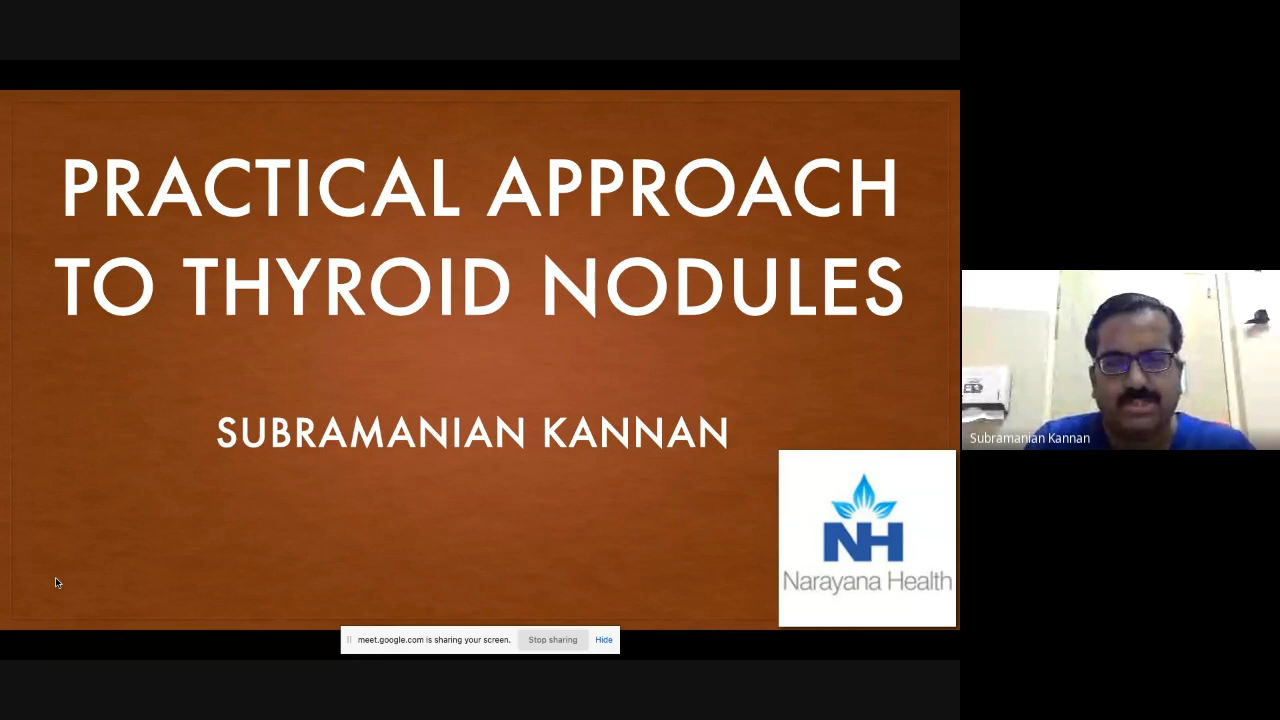 PRACTICAL APPROACH
TO THYROID NODULES
SUBRAMANIAN KANNAN
NH
Narayana Health
meet.google.com is sharing your screen.
Stop sharing
Hide
Subramanian Kannan